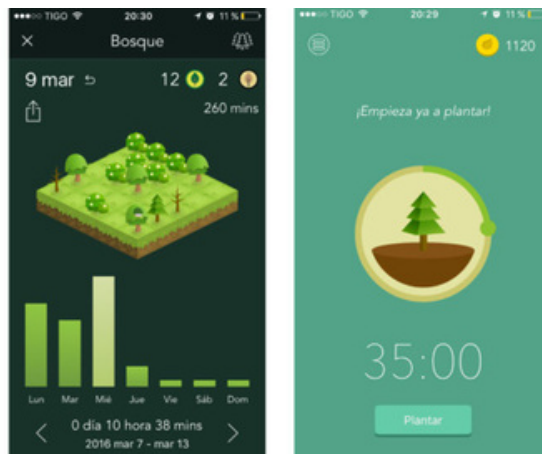 TIGO 20:30 11 %
× Bosque
9 mar 12 2
260 mins
Lun Mar Mié Jue Vie Sáb Dom
0 día 10 hora 38 mins
2016 mar 7 - mar 13
TIGO 20:29 11 %
1120
¡Empieza ya a plantar!
35:00
Plantar